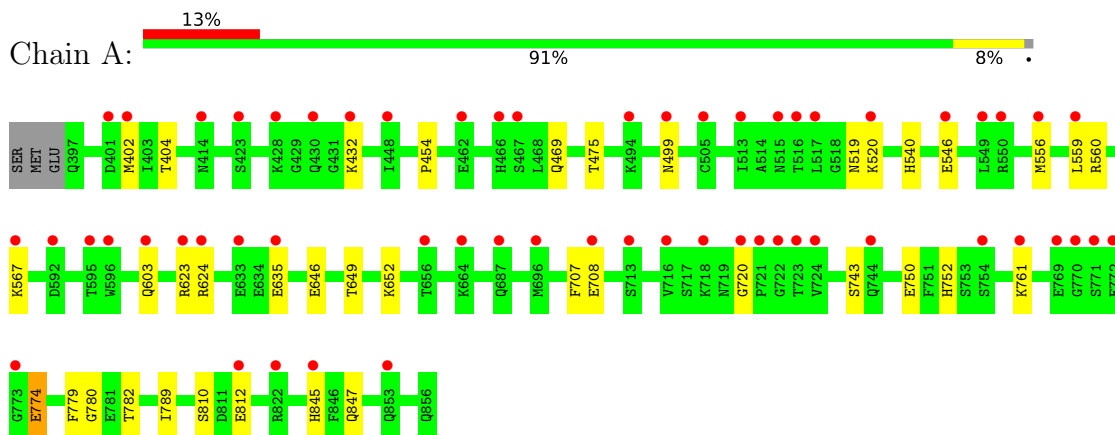 13%
Chain A:
91% 8% •
SER MET GLU Q397 D401 M402 I403 T404 N414 S423 K428 G429 Q430 G431 K432 I448 P454 E462 H466 S467 L468 Q469 T475 K494 N499 C505 I513 A514 N515 T516 L517 G518 N519 K520 H540 E546 L549 R550 M556 L559 R560
K567 D592 T595 W596 Q603 R623 R624 E633 E634 E635 E646 T649 K652 T656 K664 Q687 M696 F707 E708 S713 V716 S717 K718 N719 G720 P721 G722 T723 V724 S743 Q744 E750 F751 H752 S753 S754 K761 E769 G770 S771
G773 E774 F779 G780 E781 T782 I789 S810 D811 E812 R822 H845 F846 Q847 Q853 Q856